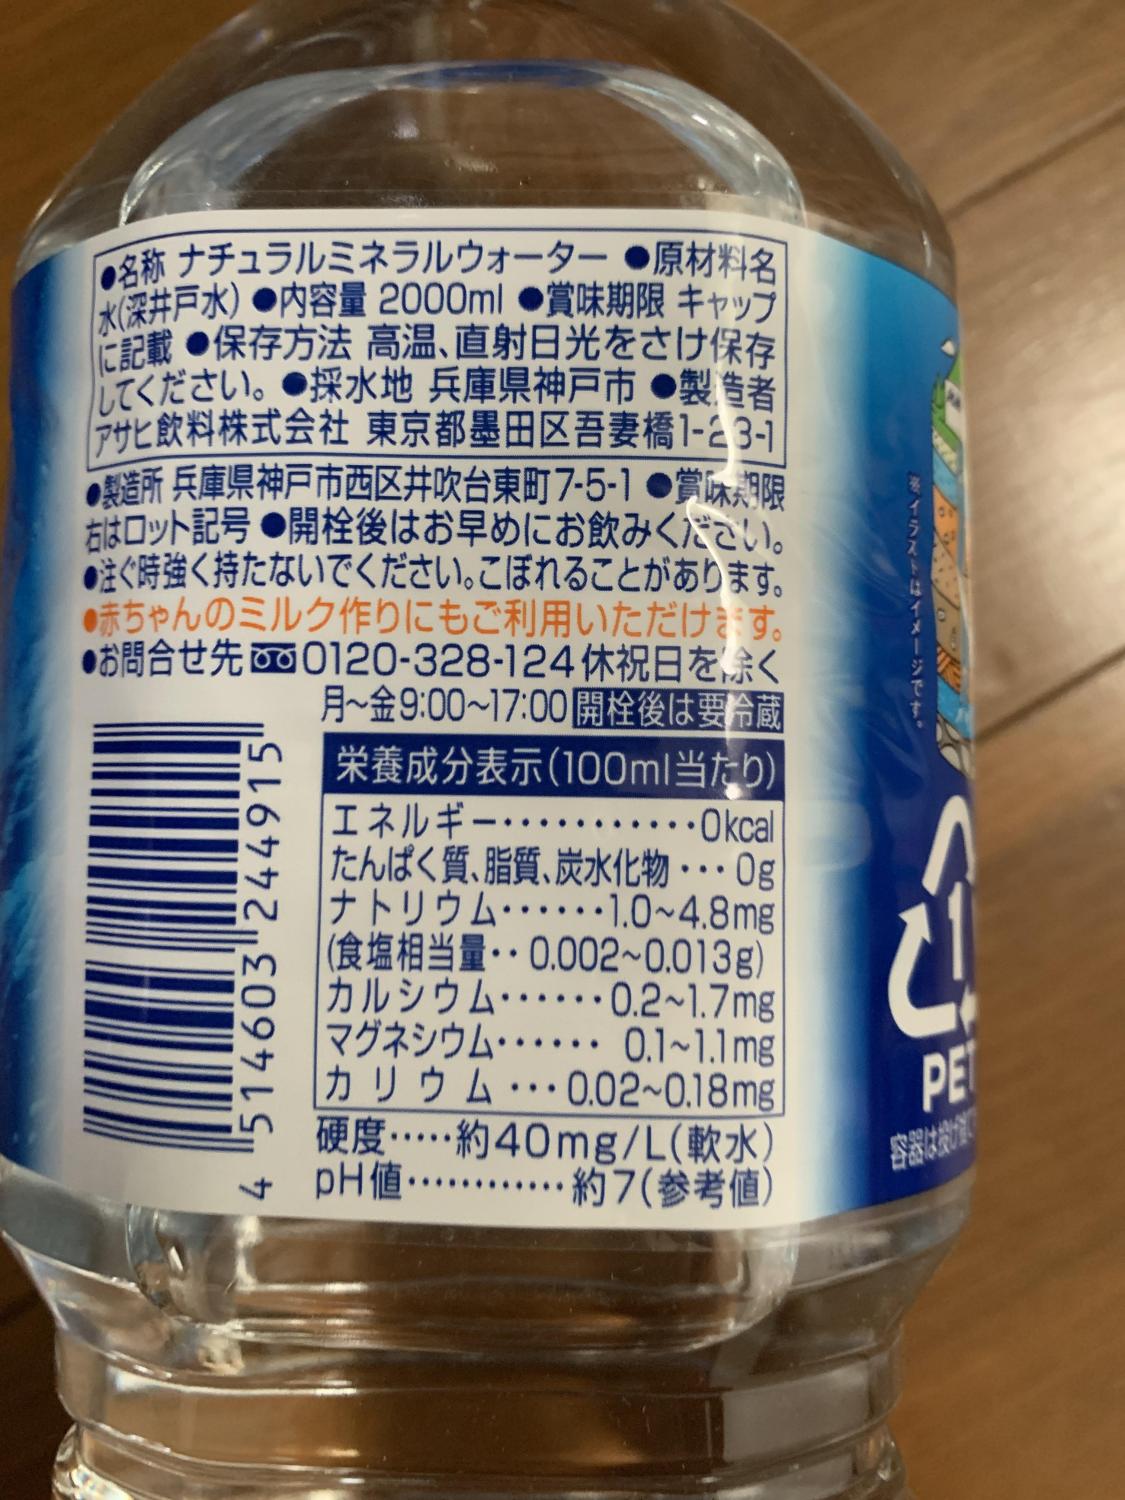 ●名称 ナチュラルミネラルウォーター ●原材料名
水(深井戸水) ●内容量 2000ml ●賞味期限 キャップ
に記載 ●保存方法 高温、直射日光をさけ保存
してください。 ●採水地 兵庫県神戸市 ●製造者
アサヒ飲料株式会社 東京都墨田区吾妻橋1-23-1
●製造所 兵庫県神戸市西区井吹台東町7-5-1 ●賞味期限
右はロット記号 ●開栓後はお早めにお飲みください。
●注ぐ時強く持たないでください。こぼれることがあります。
●赤ちゃんのミルク作りにもご利用いただけます。
●お問合せ先 0120-328-124 休祝日を除く
月~金9:00~17:00 開栓後は要冷蔵
栄養成分表示(100ml当たり)
エネルギー············0kcal
たんぱく質、脂質、炭水化物···0g
ナトリウム······1.0~4.8mg
(食塩相当量··0.002~0.013g)
カルシウム······0.2~1.7mg
マグネシウム······ 0.1~1.1mg
カリウム···0.02~0.18mg
硬度·····約40mg/L(軟水)
pH値············約7(参考値)
4 514603 244915
※イラストはイメージです。
1
PET
容器は投げ捨て